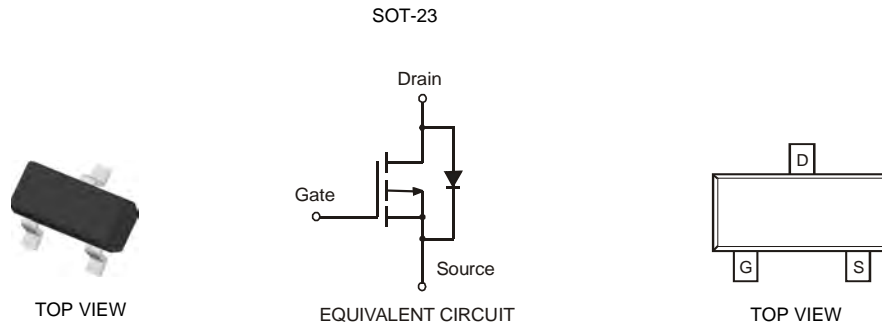 SOT-23
Drain
Gate
Source
D
G S
TOP VIEW
EQUIVALENT CIRCUIT
TOP VIEW